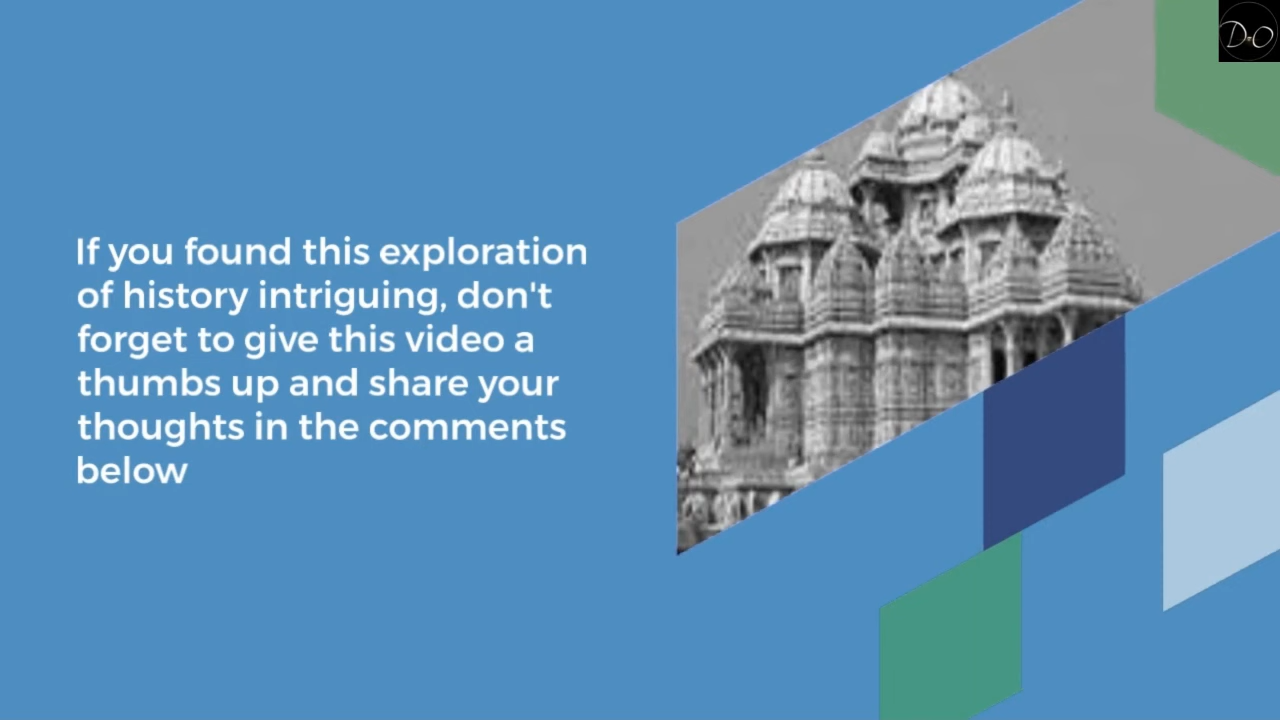 If you found this exploration
of history intriguing, don't
forget to give this video a
thumbs up and share your
thoughts in the comments
below